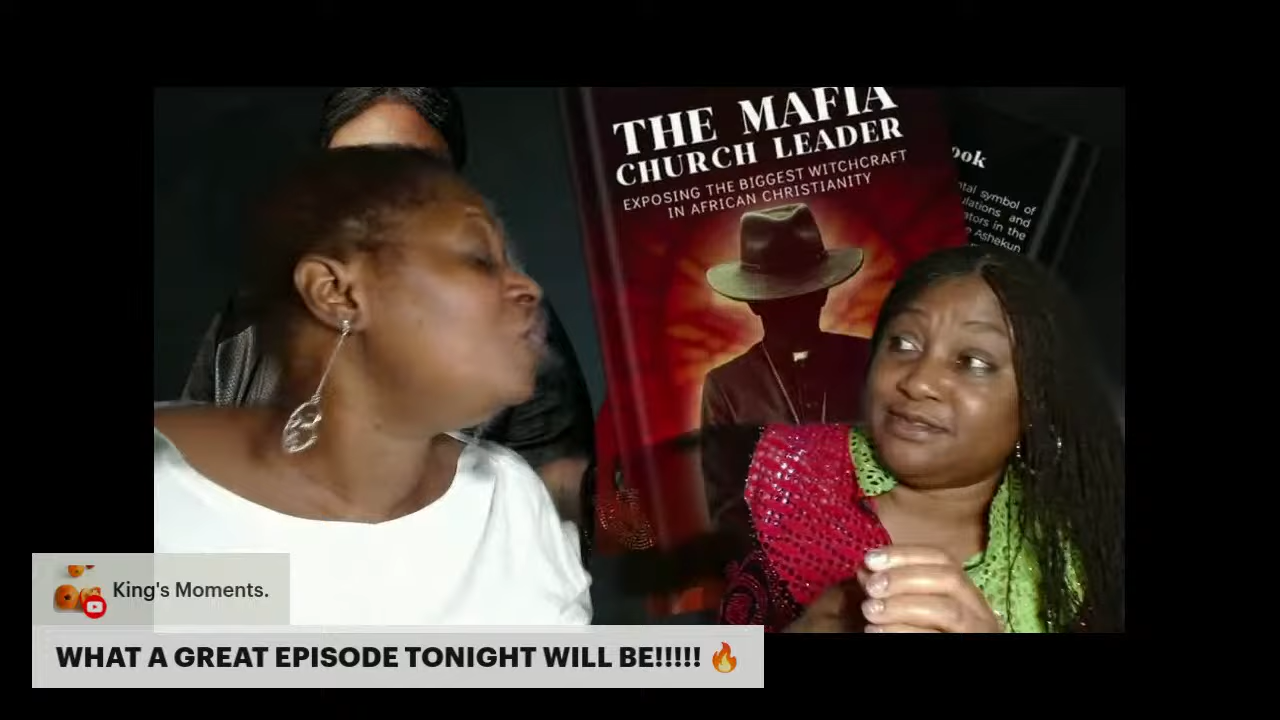 THE MAFIA
CHURCH LEADER
EXPOSING THE BIGGEST WITCHCRAFT
IN AFRICAN CHRISTIANITY
symbol of
and
in the
Ashekun
King's Moments.
WHAT A GREAT EPISODE TONIGHT WILL BE!!!!! 🔥